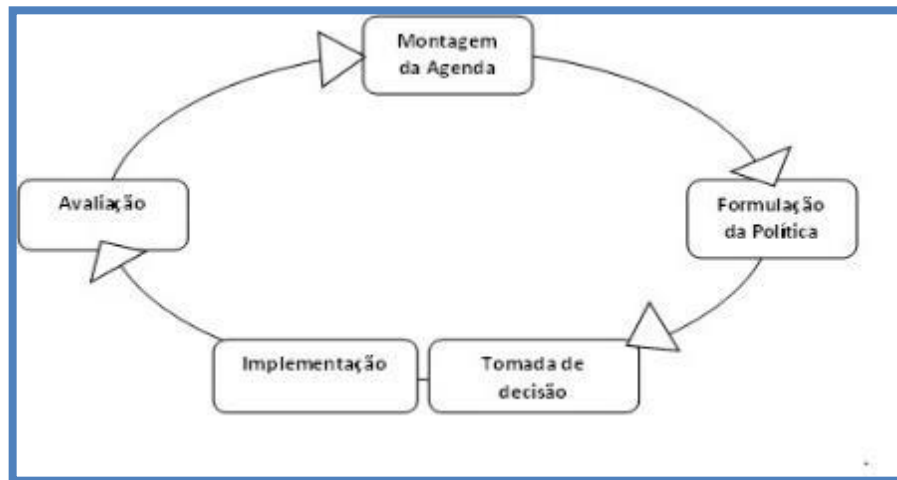 Montagem
da Agenda
Avaliação
Formulação
da Política
Implementação
Tomada de
decisão